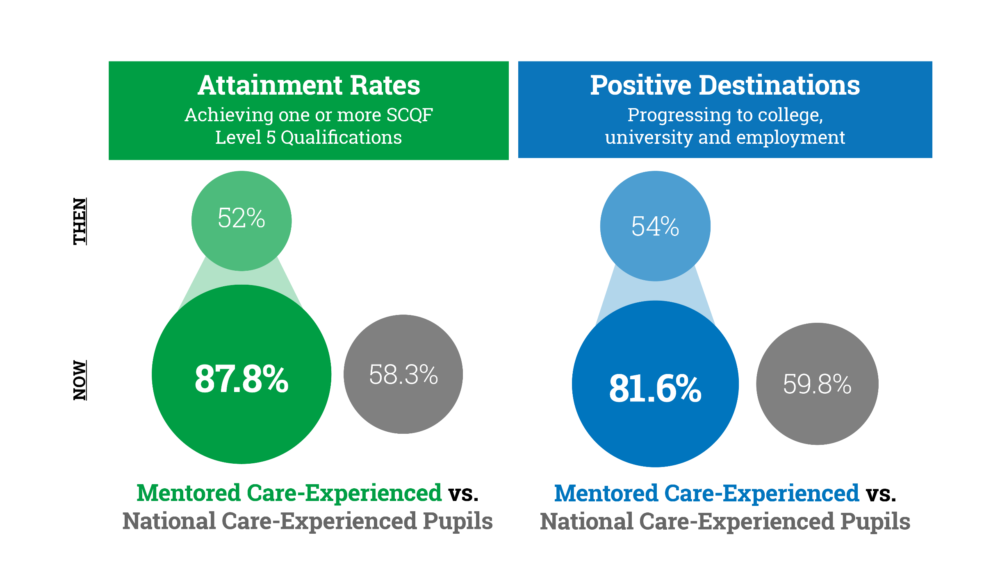 Attainment Rates
Achieving one or more SCQF
Level 5 Qualifications
Positive Destinations
Progressing to college,
university and employment
THEN
52%
54%
NOW
87.8%
58.3%
81.6%
59.8%
Mentored Care-Experienced vs.
National Care-Experienced Pupils
Mentored Care-Experienced vs.
National Care-Experienced Pupils